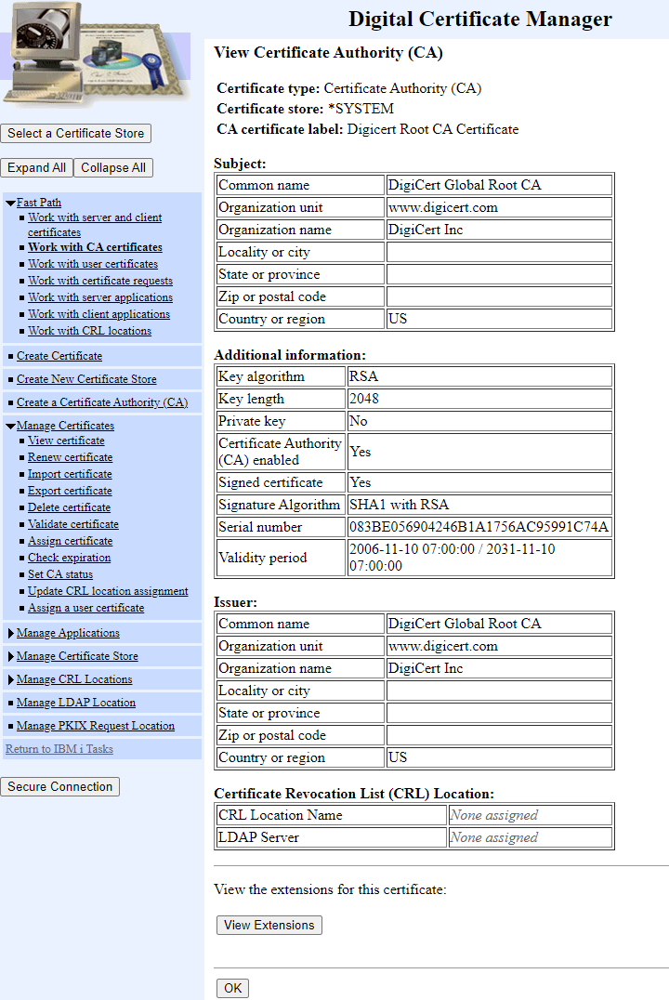 Digital Certificate Manager
Select a Certificate Store
Expand All Collapse All
Fast Path
Work with server and client
certificates
Work with CA certificates
Work with user certificates
Work with certificate requests
Work with server applications
Work with client applications
Work with CRL locations
Create Certificate
Create New Certificate Store
Create a Certificate Authority (CA)
Manage Certificates
View certificate
Renew certificate
Import certificate
Export certificate
Delete certificate
Validate certificate
Assign certificate
Check expiration
Set CA status
Update CRL location assignment
Assign a user certificate
Manage Applications
Manage Certificate Store
Manage CRL Locations
Manage LDAP Location
Manage PKIX Request Location
Return to IBM i Tasks
Secure Connection
View Certificate Authority (CA)
Certificate type: Certificate Authority (CA)
Certificate store: *SYSTEM
CA certificate label: Digicert Root CA Certificate
Subject:
Common name DigiCert Global Root CA
Organization unit www.digicert.com
Organization name DigiCert Inc
Locality or city
State or province
Zip or postal code
Country or region US
Additional information:
Key algorithm RSA
Key length 2048
Private key No
Certificate Authority
(CA) enabled Yes
Signed certificate Yes
Signature Algorithm SHA1 with RSA
Serial number 083BE056904246B1A1756AC95991C74A
Validity period 2006-11-10 07:00:00 / 2031-11-10
07:00:00
Issuer:
Common name DigiCert Global Root CA
Organization unit www.digicert.com
Organization name DigiCert Inc
Locality or city
State or province
Zip or postal code
Country or region US
Certificate Revocation List (CRL) Location:
CRL Location Name None assigned
LDAP Server None assigned
View the extensions for this certificate:
View Extensions
OK